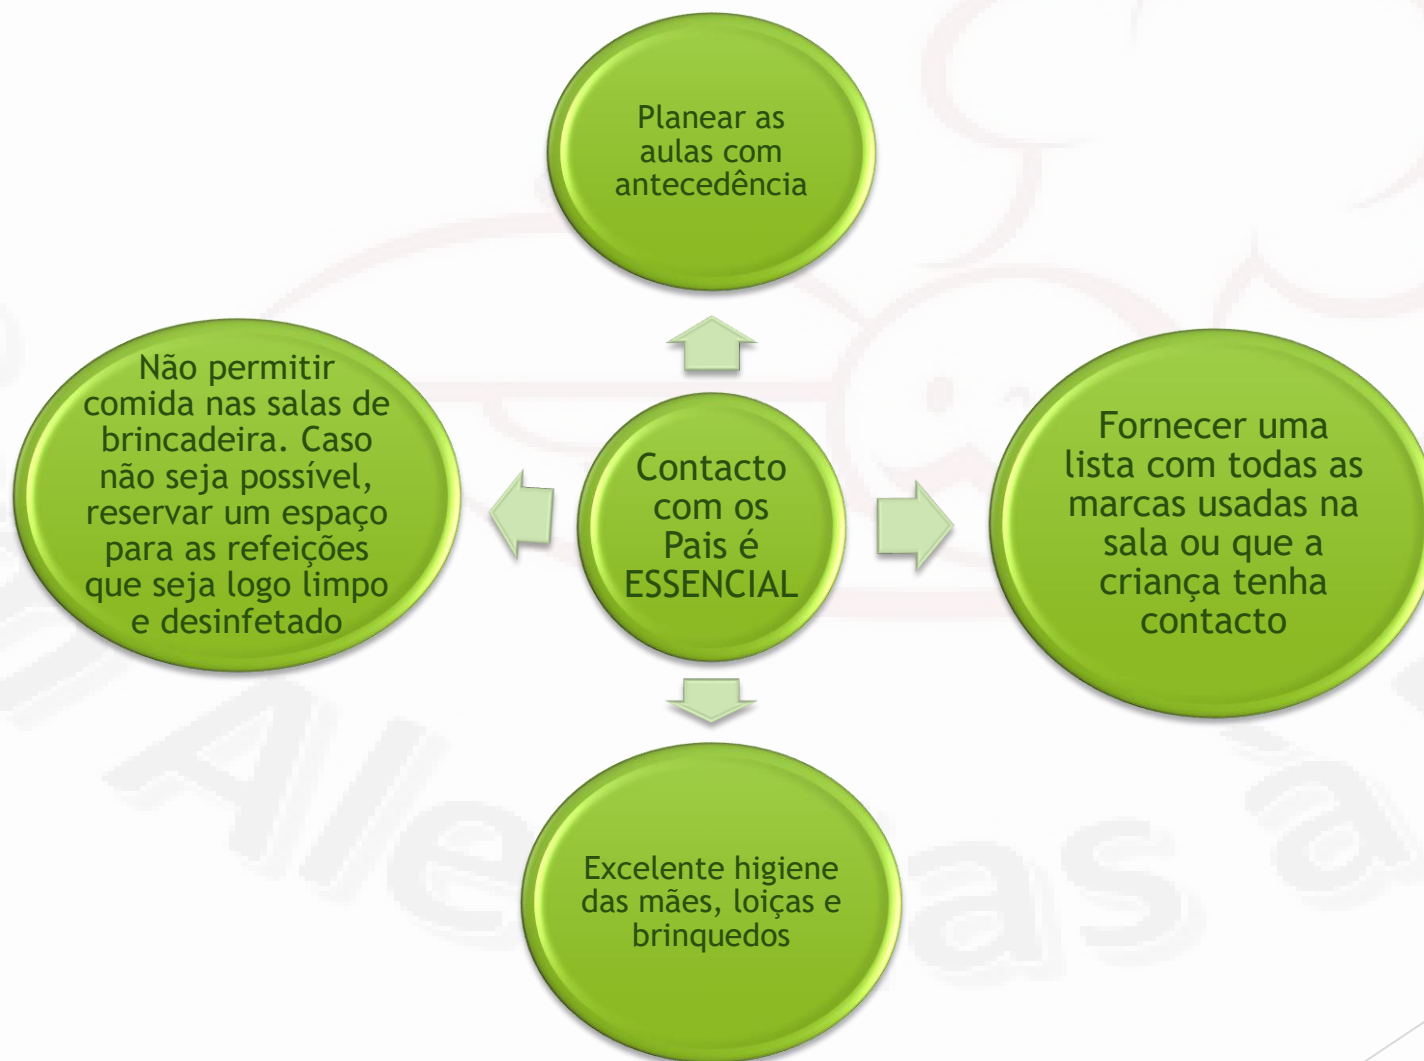 Planear as
aulas com
antecedência
Não permitir
comida nas salas de
brincadeira. Caso
não seja possível,
reservar um espaço
para as refeições
que seja logo limpo
e desinfetado
Contacto
com os
Pais é
ESSENCIAL
Fornecer uma
lista com todas as
marcas usadas na
sala ou que a
criança tenha
contacto
Excelente higiene
das mães, loiças e
brinquedos